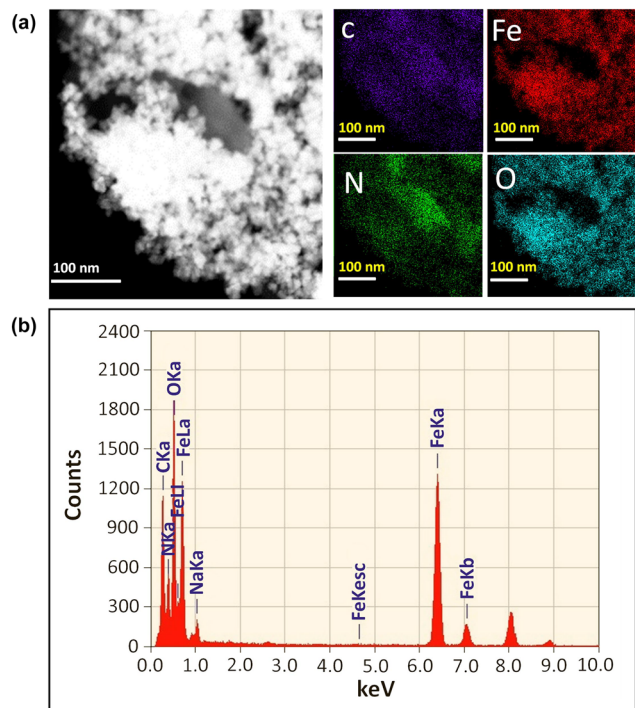 (a)
100 nm
C
100 nm
Fe
100 nm
N
100 nm
O
100 nm
(b)
2400
2100
1800
1500
1200
900
600
300
0
Counts
CKa
NKa
OKa
FeLl
FeLa
NaKa
FeKesc
FeKa
FeKb
0.0 1.0 2.0 3.0 4.0 5.0 6.0 7.0 8.0 9.0 10.0
keV